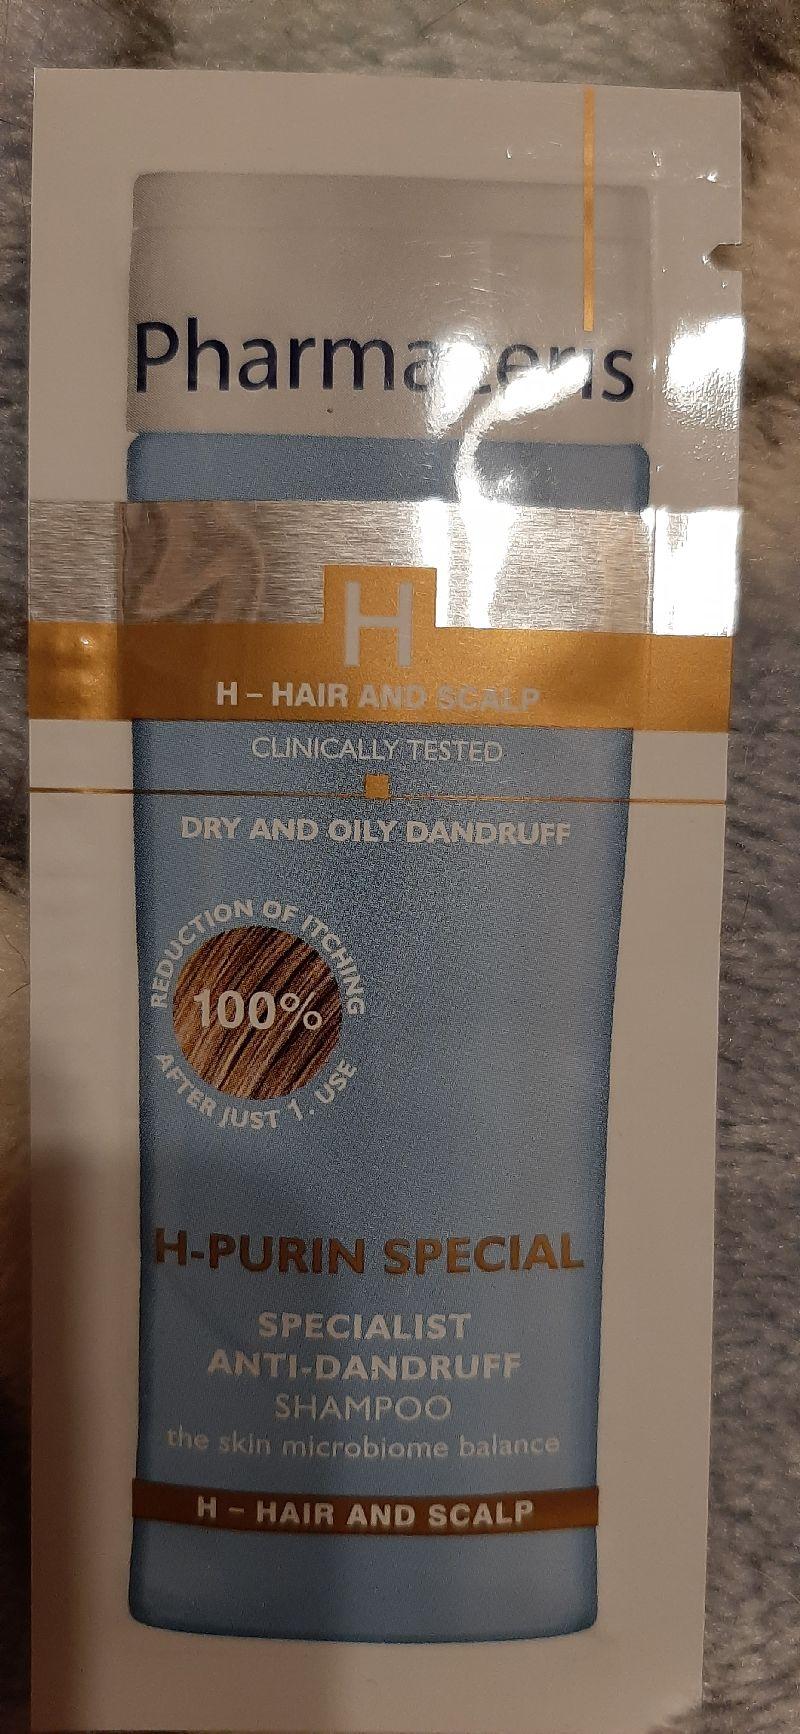 Pharmaceris
H
H – HAIR AND SCALP
CLINICALLY TESTED
DRY AND OILY DANDRUFF
REDUCTION OF ITCHING
100%
AFTER JUST 1. USE
H-PURIN SPECIAL
SPECIALIST
ANTI-DANDRUFF
SHAMPOO
the skin microbiome balance
H – HAIR AND SCALP